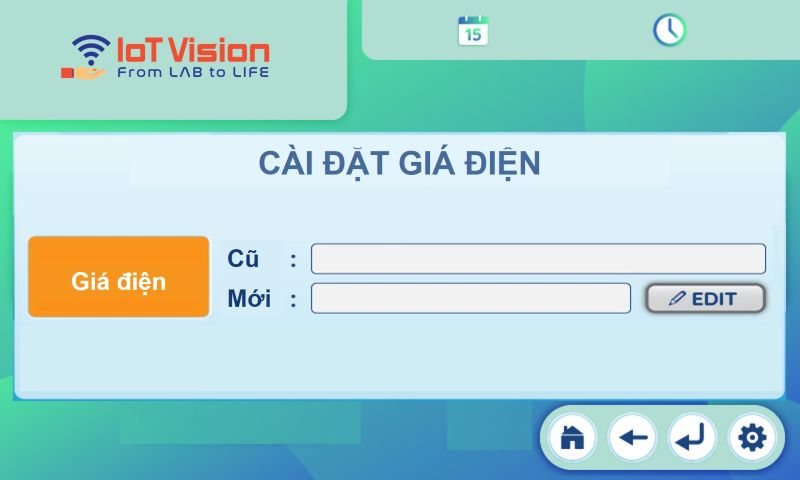 IoT Vision
From LAB to LIFE
15
CÀI ĐẶT GIÁ ĐIỆN
Giá điện
Cũ :
Mới :
EDIT